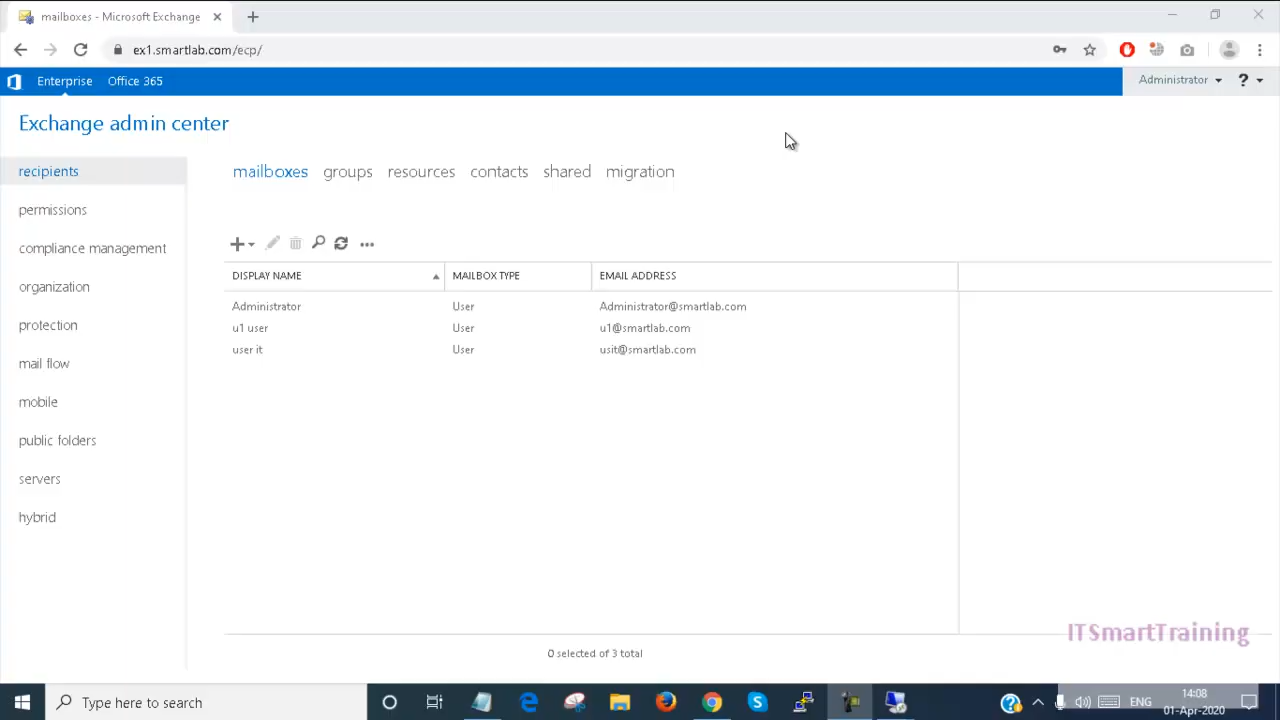 mailboxes - Microsoft Exchange
ex1.smartlab.com/ecp/
Enterprise Office 365
Administrator ?
Exchange admin center
recipients
permissions
compliance management
organization
protection
mail flow
mobile
public folders
servers
hybrid
mailboxes groups resources contacts shared migration
DISPLAY NAME MAILBOX TYPE EMAIL ADDRESS
Administrator User Administrator@smartlab.com
u1 user User u1@smartlab.com
user it User usit@smartlab.com
0 selected of 3 total
ITSmartTraining
Type here to search
ENG
14:08
01-Apr-2020